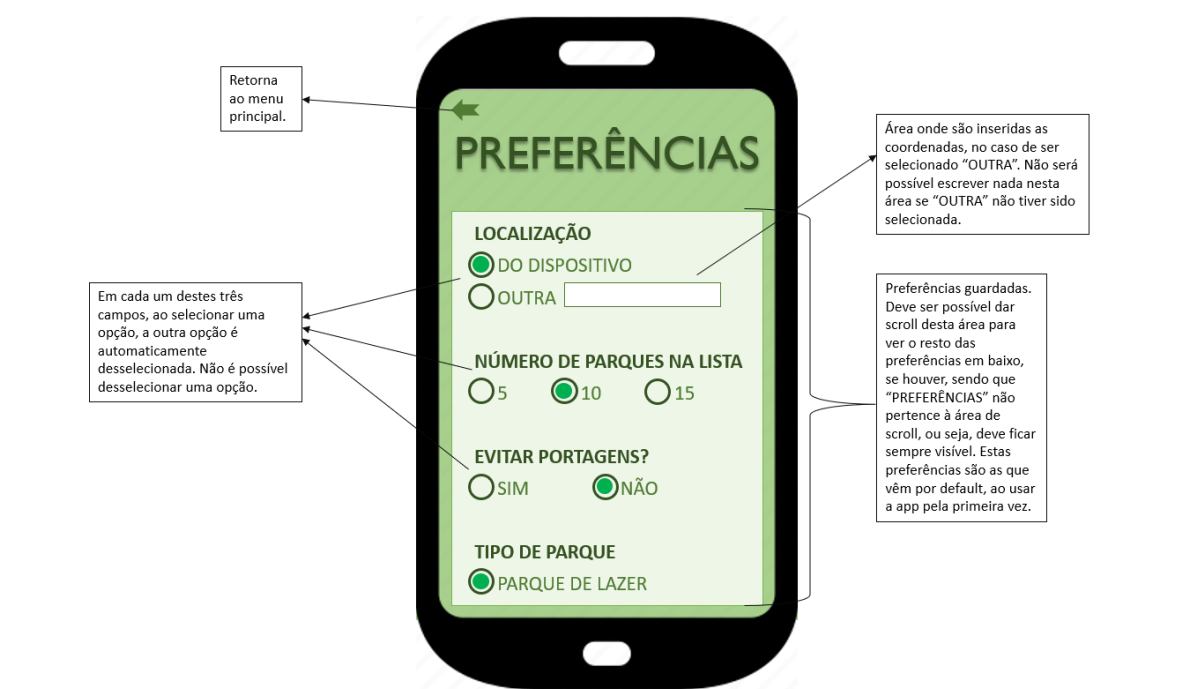 Retorna
ao menu
principal.
PREFERÊNCIAS
Área onde são inseridas as
coordenadas, no caso de ser
selecionado “OUTRA”. Não será
possível escrever nada nesta
área se “OUTRA” não tiver sido
selecionada.
LOCALIZAÇÃO
DO DISPOSITIVO
OUTRA
Em cada um destes três
campos, ao selecionar uma
opção, a outra opção é
automaticamente
desselecionada. Não é possível
desselecionar uma opção.
Preferências guardadas.
Deve ser possível dar
scroll desta área para
ver o resto das
preferências em baixo,
se houver, sendo que
“PREFERÊNCIAS” não
pertence à área de
scroll, ou seja, deve ficar
sempre visível. Estas
preferências são as que
vêm por default, ao usar
a app pela primeira vez.
NÚMERO DE PARQUES NA LISTA
5 10 15
EVITAR PORTAGENS?
SIM NÃO
TIPO DE PARQUE
PARQUE DE LAZER